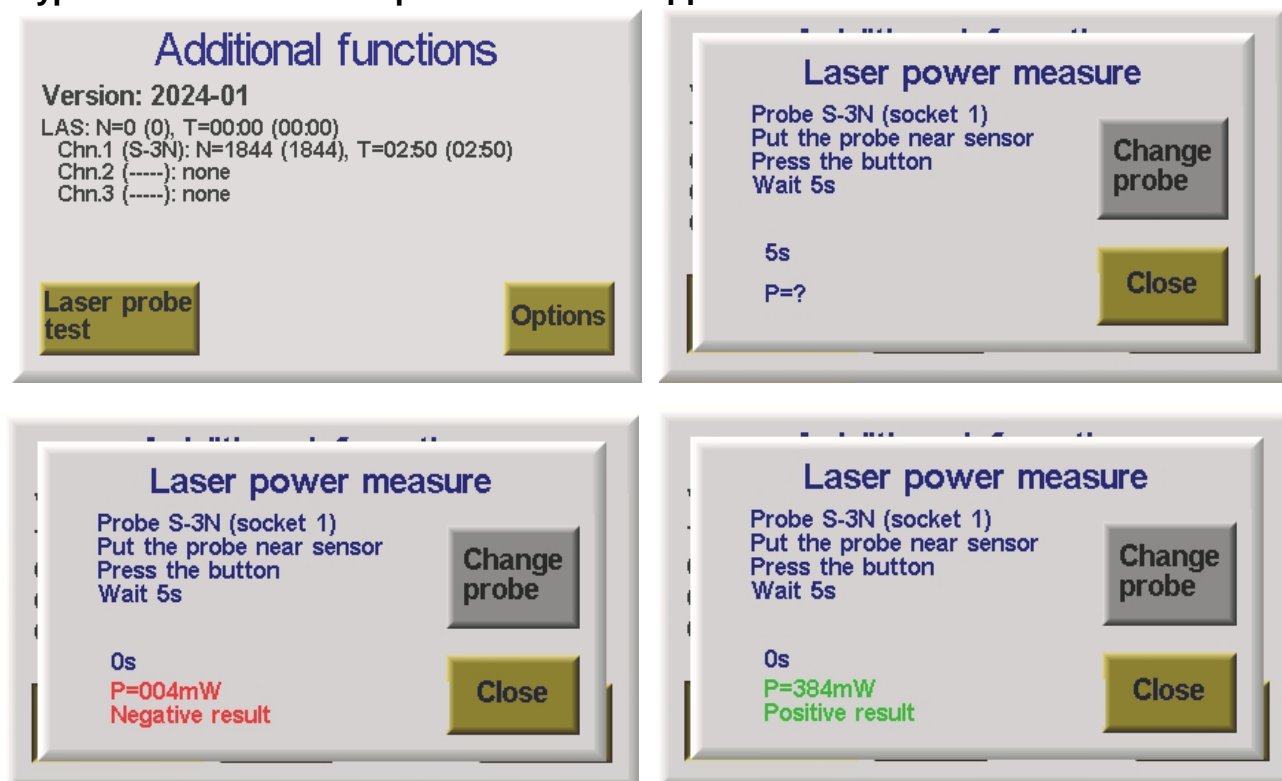 Additional functions
Version: 2024-01
LAS: N=0 (0), T=00:00 (00:00)
Chn.1 (S-3N): N=1844 (1844), T=02:50 (02:50)
Chn.2 (-----): none
Chn.3 (-----): none
Laser probe
test
Options
Laser power measure
Probe S-3N (socket 1)
Put the probe near sensor
Press the button
Wait 5s
Change
probe
5s
P=?
Close
Laser power measure
Probe S-3N (socket 1)
Put the probe near sensor
Press the button
Wait 5s
Change
probe
0s
P=004mW
Negative result
Close
Laser power measure
Probe S-3N (socket 1)
Put the probe near sensor
Press the button
Wait 5s
Change
probe
0s
P=384mW
Positive result
Close